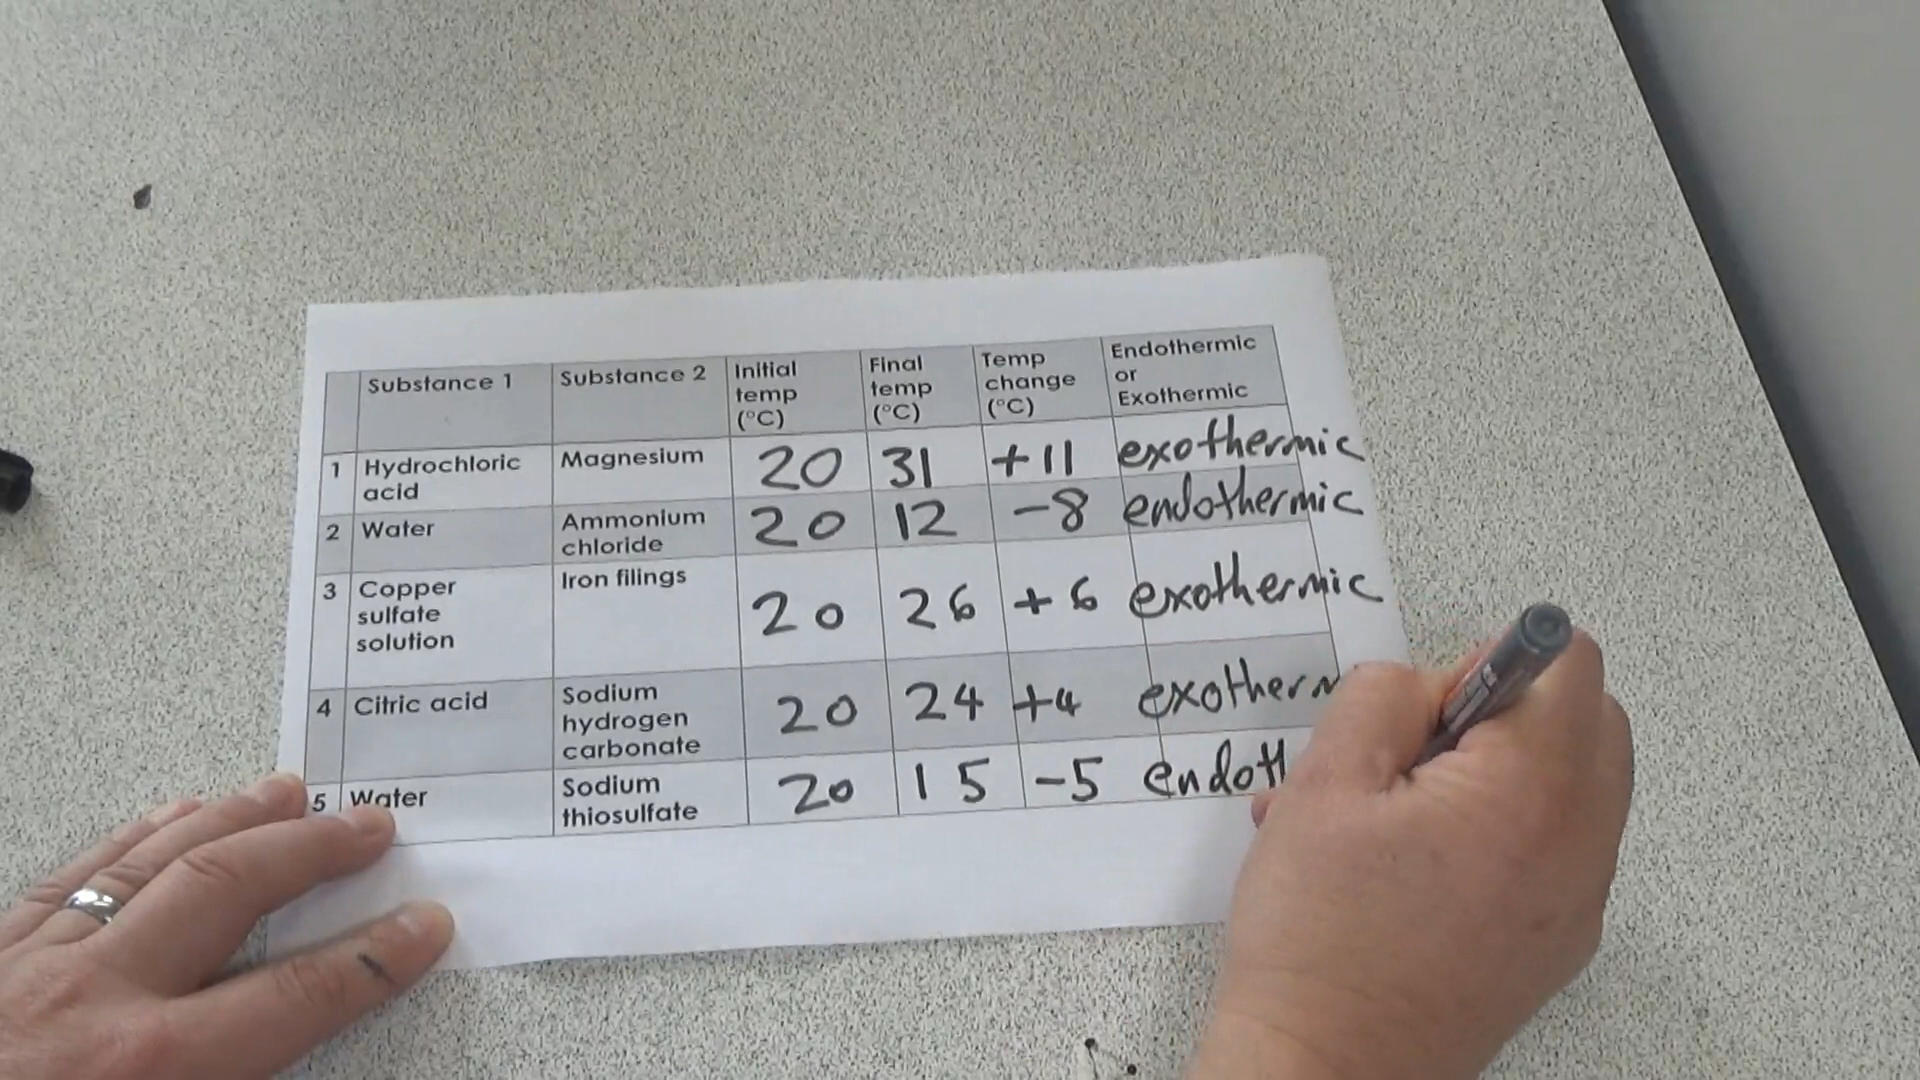 Substance 1 Substance 2 Initial temp (°C) Final temp (°C) Temp change (°C) Endothermic or Exothermic
1 Hydrochloric acid Magnesium 20 31 +11 exothermic
2 Water Ammonium chloride 20 12 -8 endothermic
3 Copper sulfate solution Iron filings 20 26 +6 exothermic
4 Citric acid Sodium hydrogen carbonate 20 24 +4 exotherm
5 Water Sodium thiosulfate 20 15 -5 endoth